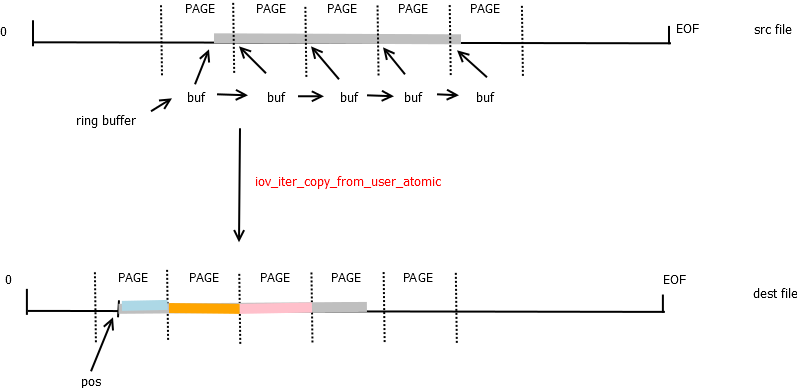 PAGE PAGE PAGE PAGE PAGE
0 EOF src file
buf buf buf buf buf
ring buffer
iov_iter_copy_from_user_atomic
0 PAGE PAGE PAGE PAGE PAGE EOF
dest file
pos